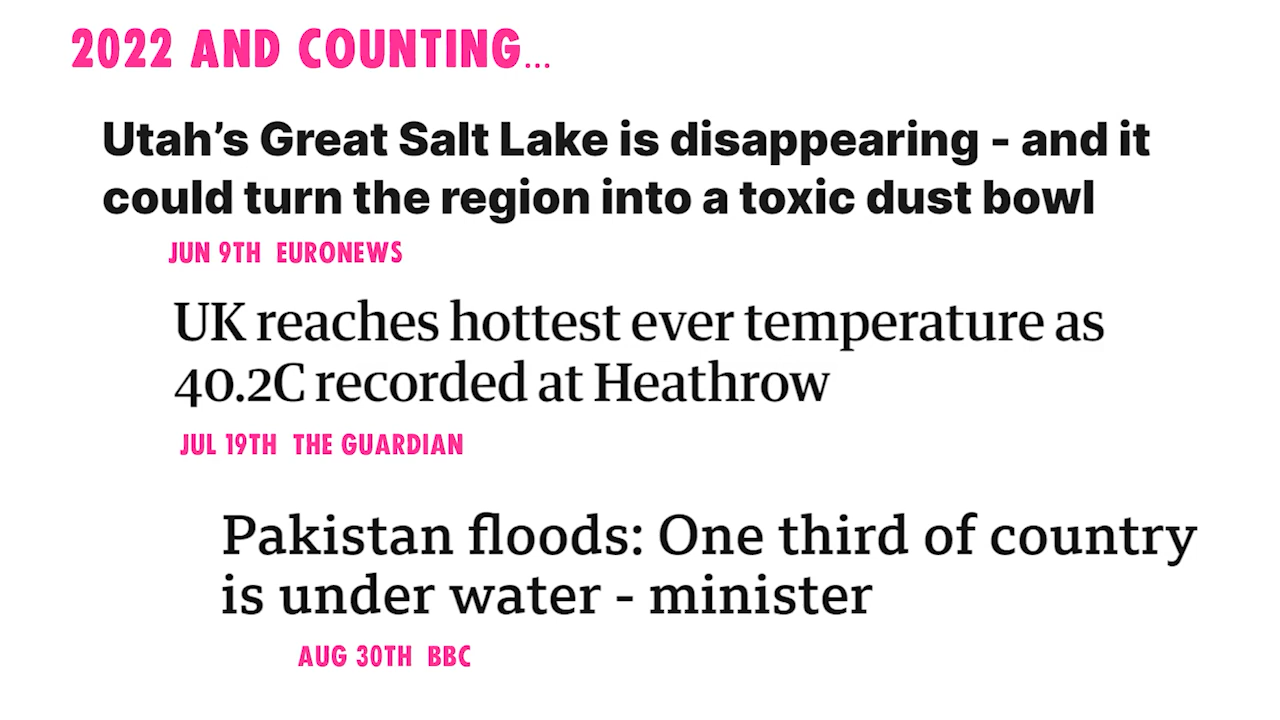 2022 AND COUNTING...
Utah’s Great Salt Lake is disappearing - and it
could turn the region into a toxic dust bowl
JUN 9TH EURONEWS
UK reaches hottest ever temperature as
40.2C recorded at Heathrow
JUL 19TH THE GUARDIAN
Pakistan floods: One third of country
is under water - minister
AUG 30TH BBC